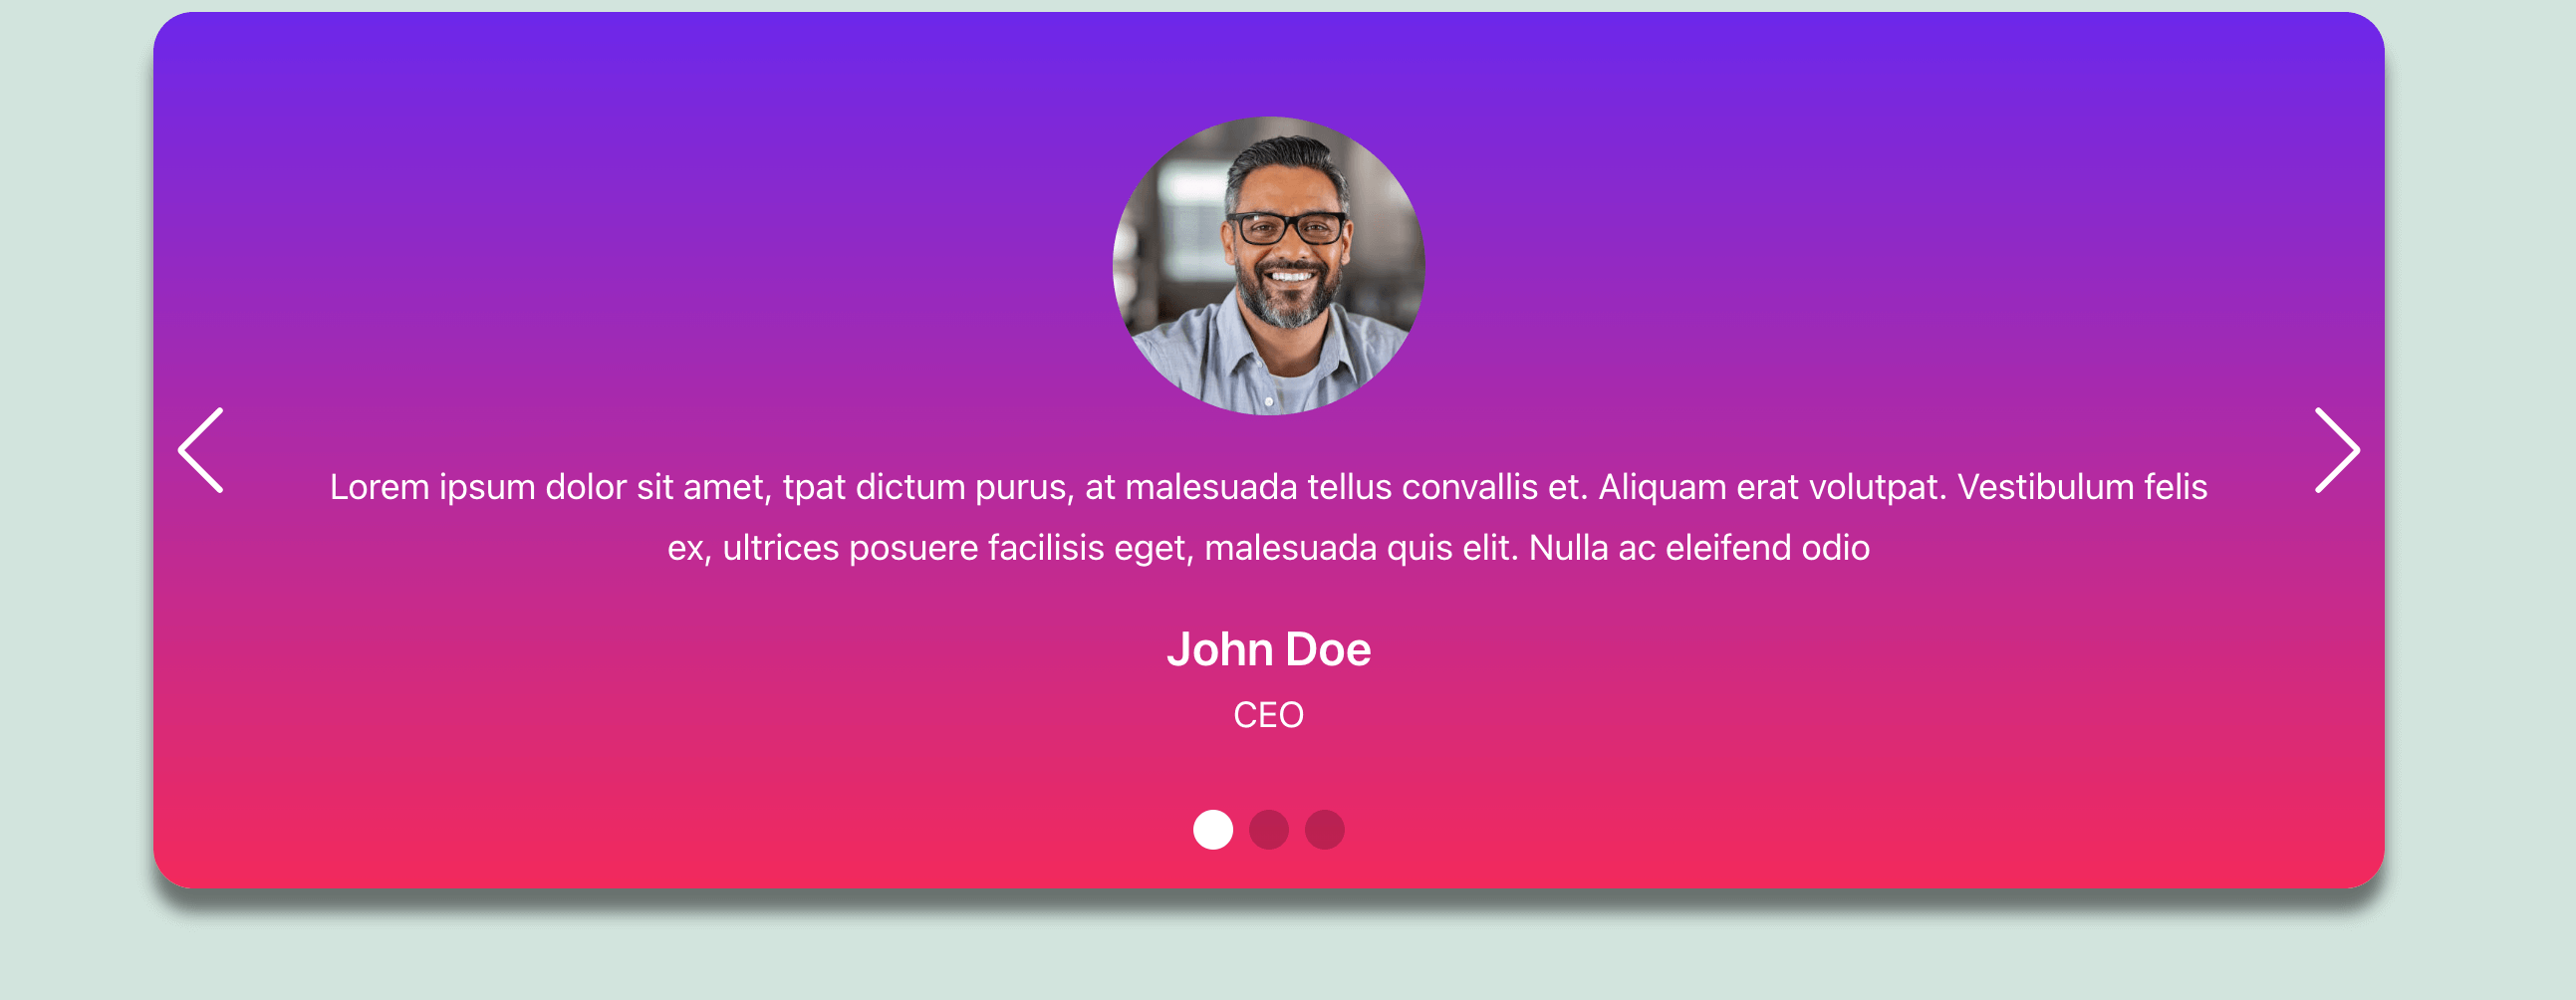 Lorem ipsum dolor sit amet, tpat dictum purus, at malesuada tellus convallis et. Aliquam erat volutpat. Vestibulum felis
ex, ultrices posuere facilisis eget, malesuada quis elit. Nulla ac eleifend odio
John Doe
CEO